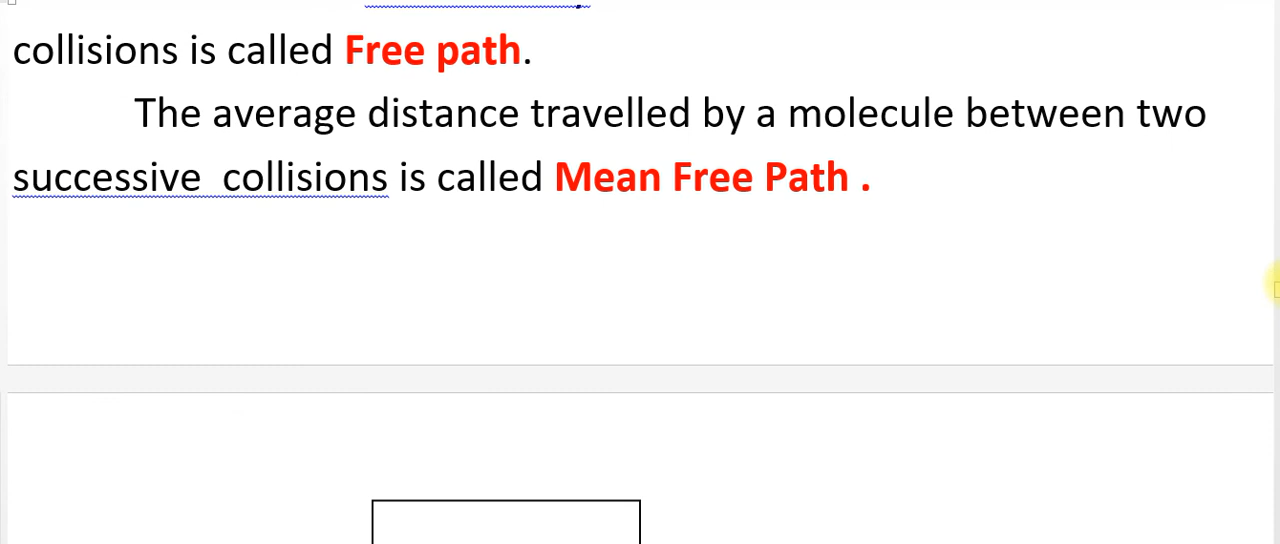 collisions is called Free path.
The average distance travelled by a molecule between two
successive  collisions is called Mean Free Path .